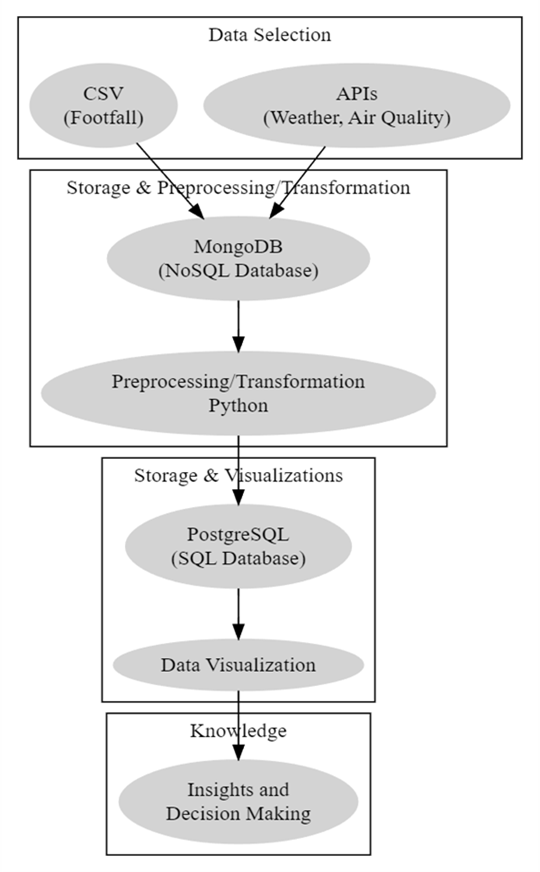 Data Selection
CSV
(Footfall)
APIs
(Weather, Air Quality)
Storage & Preprocessing/Transformation
MongoDB
(NoSQL Database)
Preprocessing/Transformation
Python
Storage & Visualizations
PostgreSQL
(SQL Database)
Data Visualization
Knowledge
Insights and
Decision Making